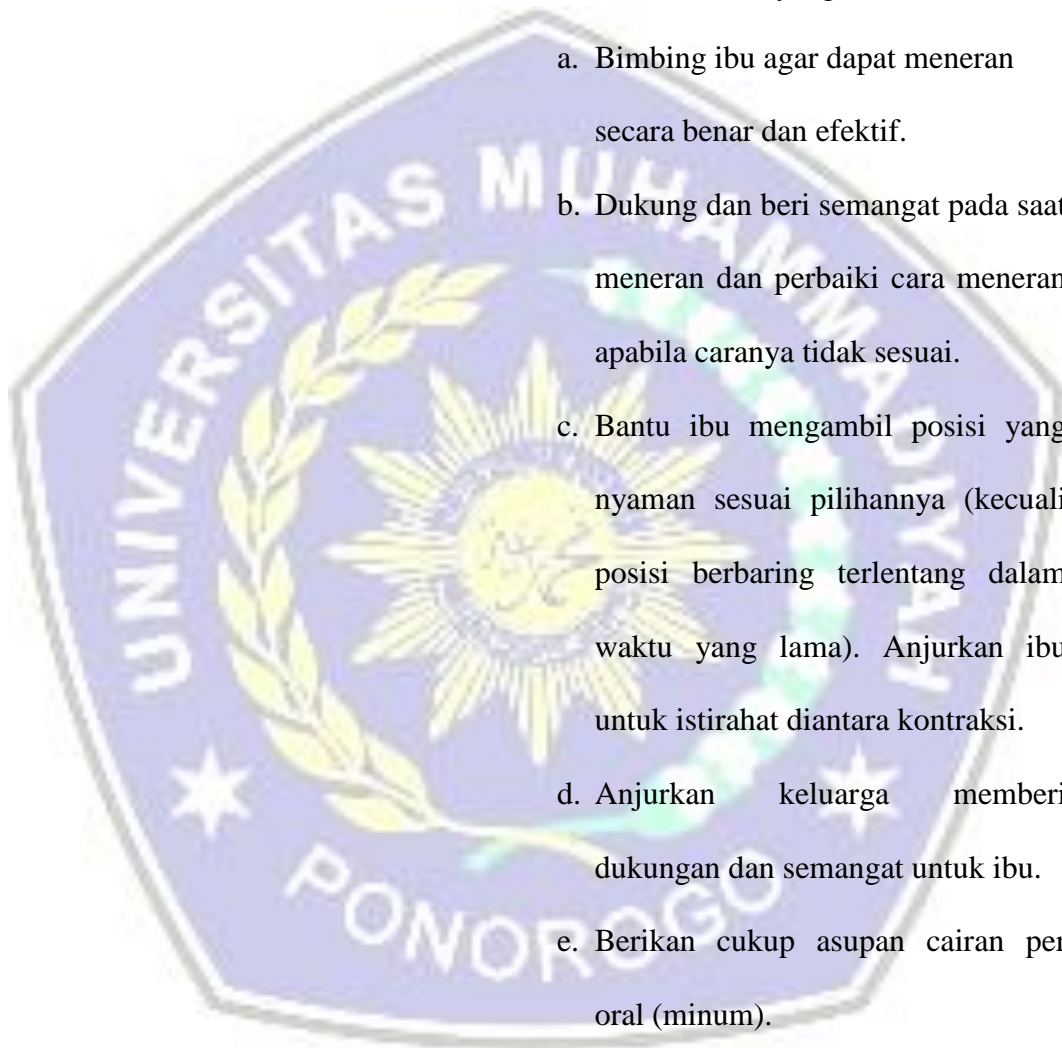 a. Bimbing ibu agar dapat meneran
secara benar dan efektif.
b. Dukung dan beri semangat pada saat
meneran dan perbaiki cara meneran
apabila caranya tidak sesuai.
c. Bantu ibu mengambil posisi yang
nyaman sesuai pilihannya (kecuali
posisi berbaring terlentang dalam
waktu yang lama). Anjurkan ibu
untuk istirahat diantara kontraksi.
d. Anjurkan keluarga memberi
dukungan dan semangat untuk ibu.
e. Berikan cukup asupan cairan per
oral (minum).
UNIVERSITAS MUHAMMADIYAH
PONOROGO